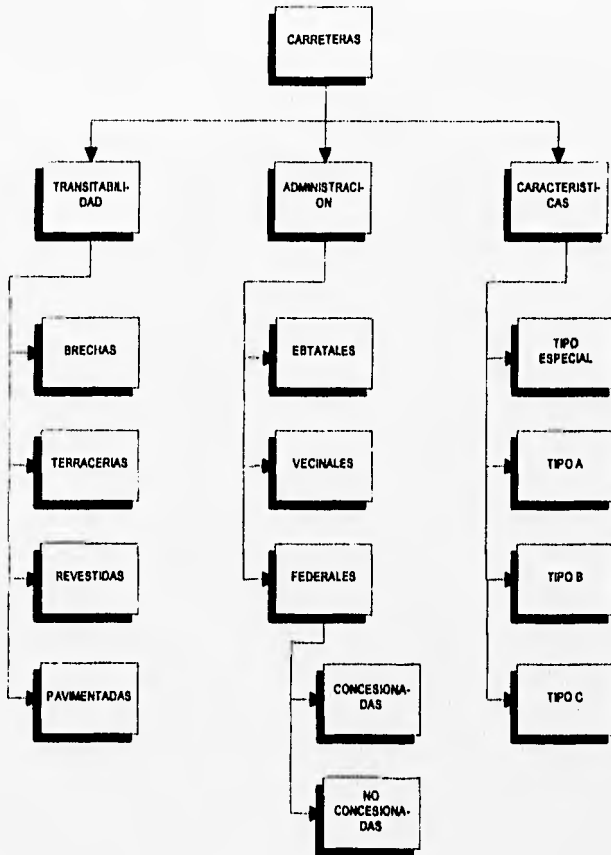 CARRETERAS
TRANSITABILI-
DAD
ADMINISTRACI-
ON
CARACTERISTI-
CAS
BRECHAS
EBTATALES
TIPO
ESPECIAL
TERRACERIAS
VECINALES
TIPO A
REVESTIDAS
FEDERALES
TIPO B
PAVIMENTADAS
CONCESIONA-
DAS
TIPO C
NO
CONCESIONA-
DAS